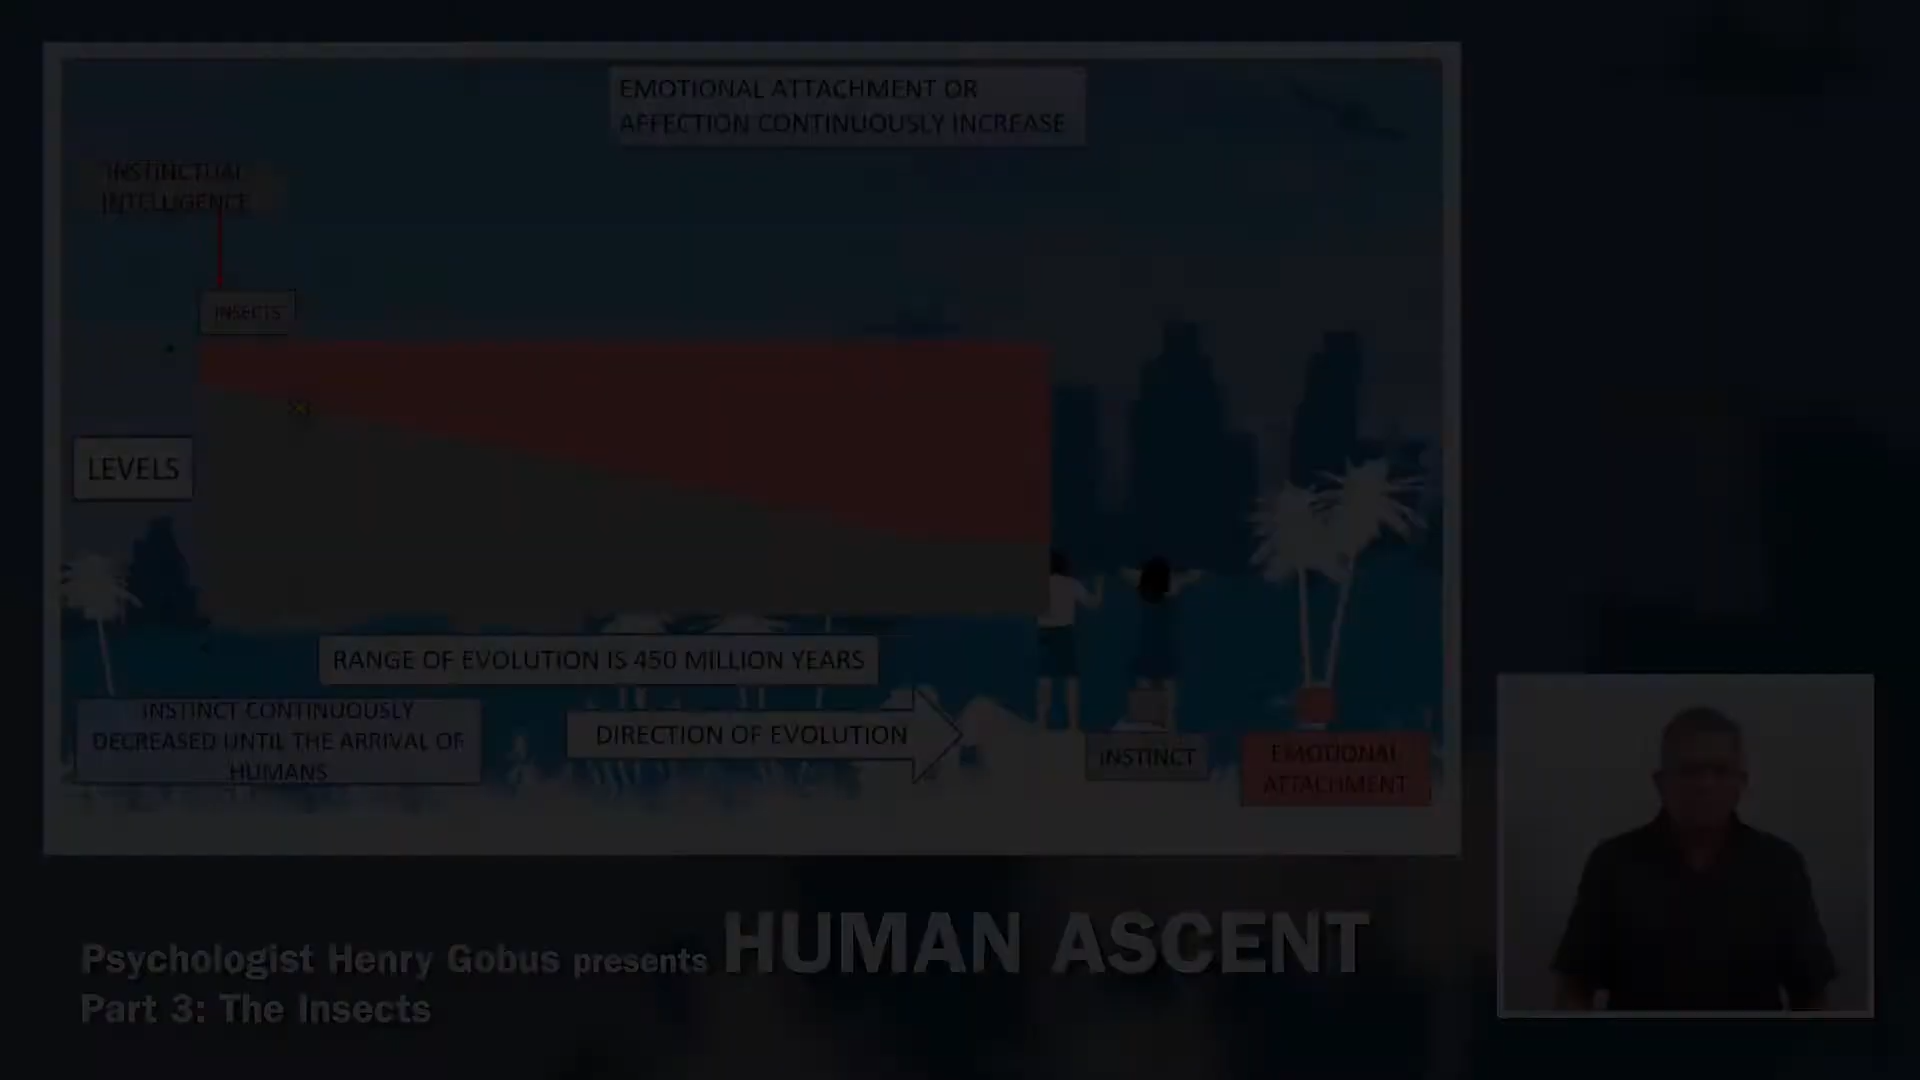 EMOTIONAL ATTACHMENT OR
AFFECTION CONTINUOUSLY INCREASE
INSTINCTUAL
INTELLIGENCE
INSECTS
LEVELS
RANGE OF EVOLUTION IS 450 MILLION YEARS
INSTINCT CONTINUOUSLY
DECREASED UNTIL THE ARRIVAL OF
HUMANS
DIRECTION OF EVOLUTION
INSTINCT
EMOTIONAL
ATTACHMENT
Psychologist Henry Gobus presents HUMAN ASCENT
Part 3: The Insects